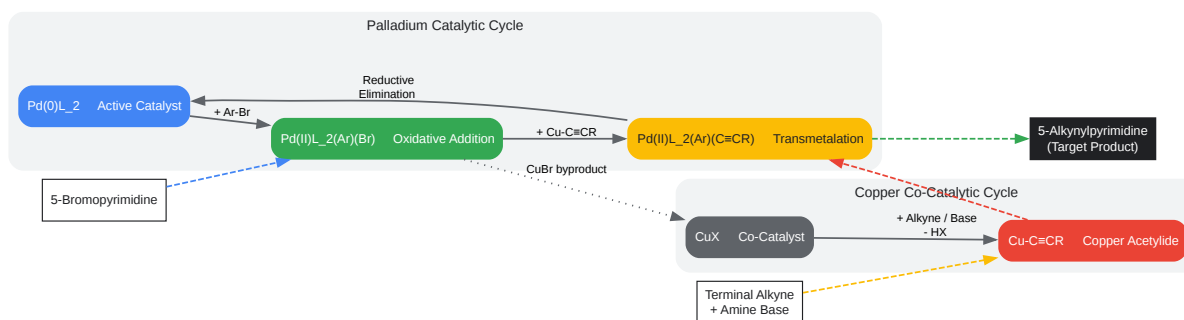 Palladium Catalytic Cycle
Reductive
Elimination
Pd(0)L_2 Active Catalyst
+ Ar-Br
Pd(II)L_2(Ar)(Br) Oxidative Addition
+ Cu-C≡CR
Pd(II)L_2(Ar)(C≡CR) Transmetalation
5-Alkynylpyrimidine
(Target Product)
5-Bromopyrimidine
CuBr byproduct
Copper Co-Catalytic Cycle
CuX Co-Catalyst
+ Alkyne / Base
- HX
Cu-C≡CR Copper Acetylide
Terminal Alkyne
+ Amine Base